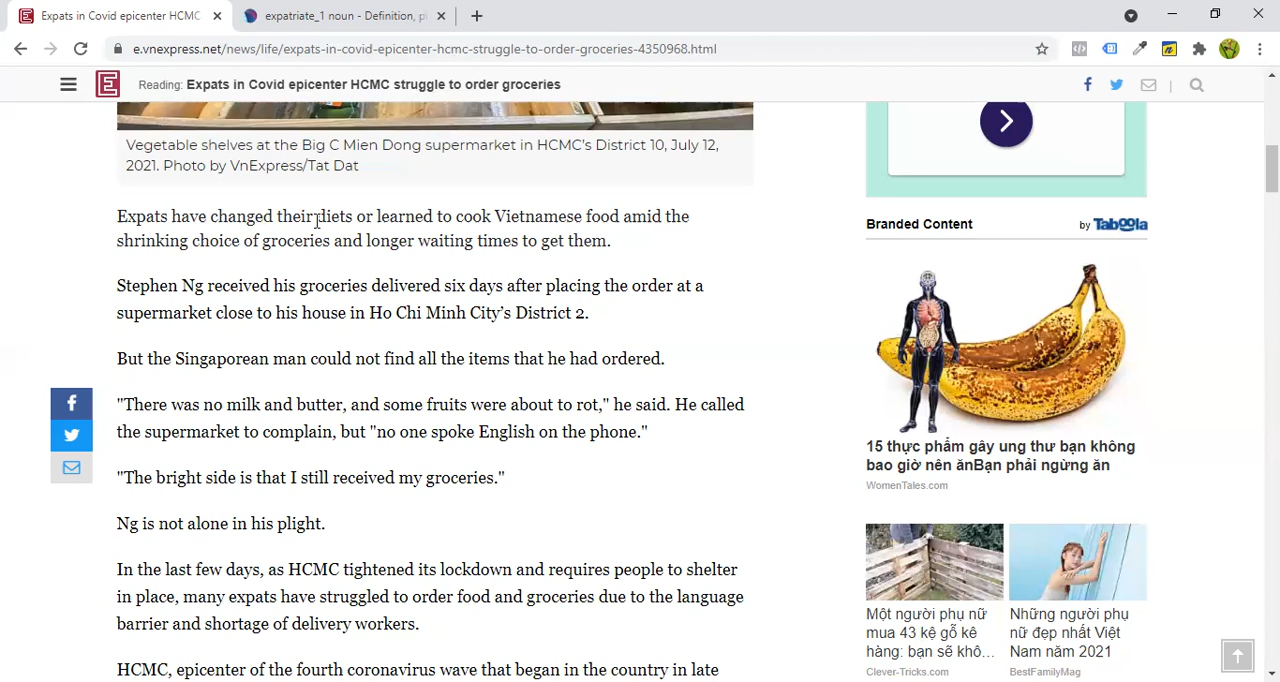 Expats in Covid epicenter HCMC
expatriate_1 noun - Definition, pi
e.vnexpress.net/news/life/expats-in-covid-epicenter-hcmc-struggle-to-order-groceries-4350968.html
Reading: Expats in Covid epicenter HCMC struggle to order groceries
Vegetable shelves at the Big C Mien Dong supermarket in HCMC's District 10, July 12,
2021. Photo by VnExpress/Tat Dat
Expats have changed their diets or learned to cook Vietnamese food amid the
shrinking choice of groceries and longer waiting times to get them.
Stephen Ng received his groceries delivered six days after placing the order at a
supermarket close to his house in Ho Chi Minh City's District 2.
But the Singaporean man could not find all the items that he had ordered.
"There was no milk and butter, and some fruits were about to rot," he said. He called
the supermarket to complain, but "no one spoke English on the phone."
"The bright side is that I still received my groceries."
Ng is not alone in his plight.
In the last few days, as HCMC tightened its lockdown and requires people to shelter
in place, many expats have struggled to order food and groceries due to the language
barrier and shortage of delivery workers.
HCMC, epicenter of the fourth coronavirus wave that began in the country in late
Branded Content
by Taboola
15 thực phẩm gây ung thư bạn không
bao giờ nên ănBạn phải ngừng ăn
WomenTales.com
Một người phụ nữ
mua 43 kệ gỗ kê
hàng: bạn sẽ khô...
Clever-Tricks.com
Những người phụ
nữ đẹp nhất Việt
Nam năm 2021
BestFamilyMag